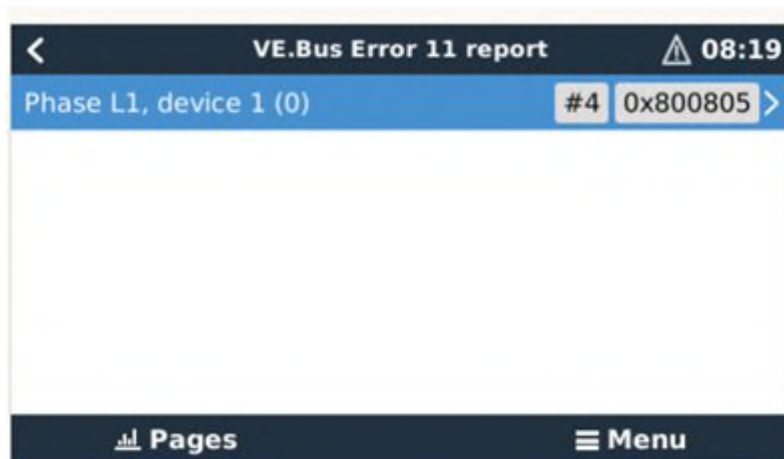 VE.Bus Error 11 report 08:19
Phase L1, device 1 (0) #4 0x800805
Pages Menu